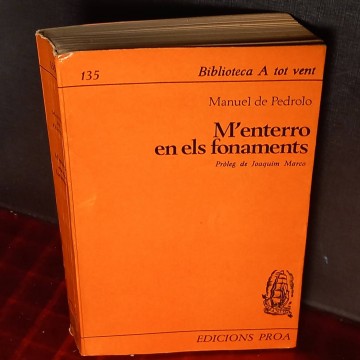 135 Biblioteca A tot vent
Manuel de Pedrolo
M'enterro
en els fonaments
Pròleg de Joaquim Marco
EDICIONS PROA